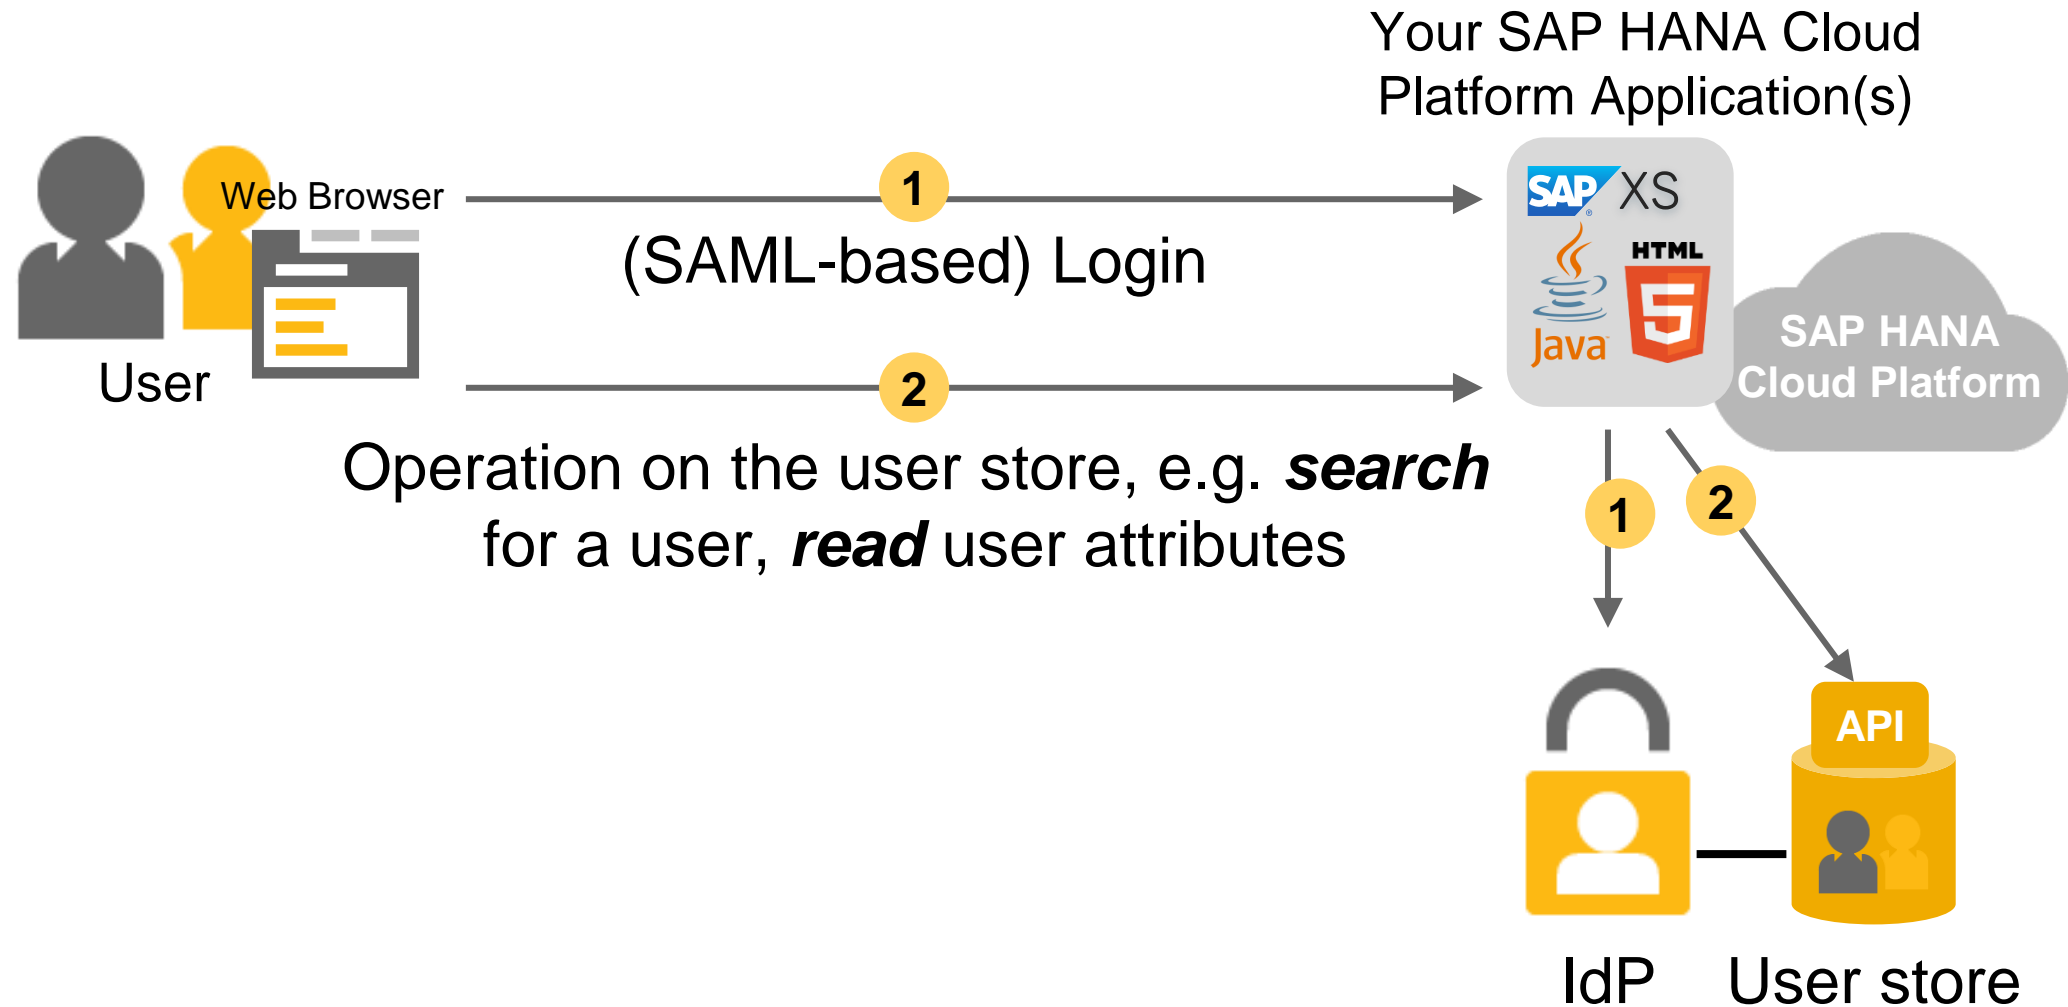 Your SAP HANA Cloud
Platform Application(s)
Web Browser
User
1
(SAML-based) Login
2
Operation on the user store, e.g. search
for a user, read user attributes
SAP XS
®
Java
HTML
5
SAP HANA
Cloud Platform
1
2
API
IdP
User store